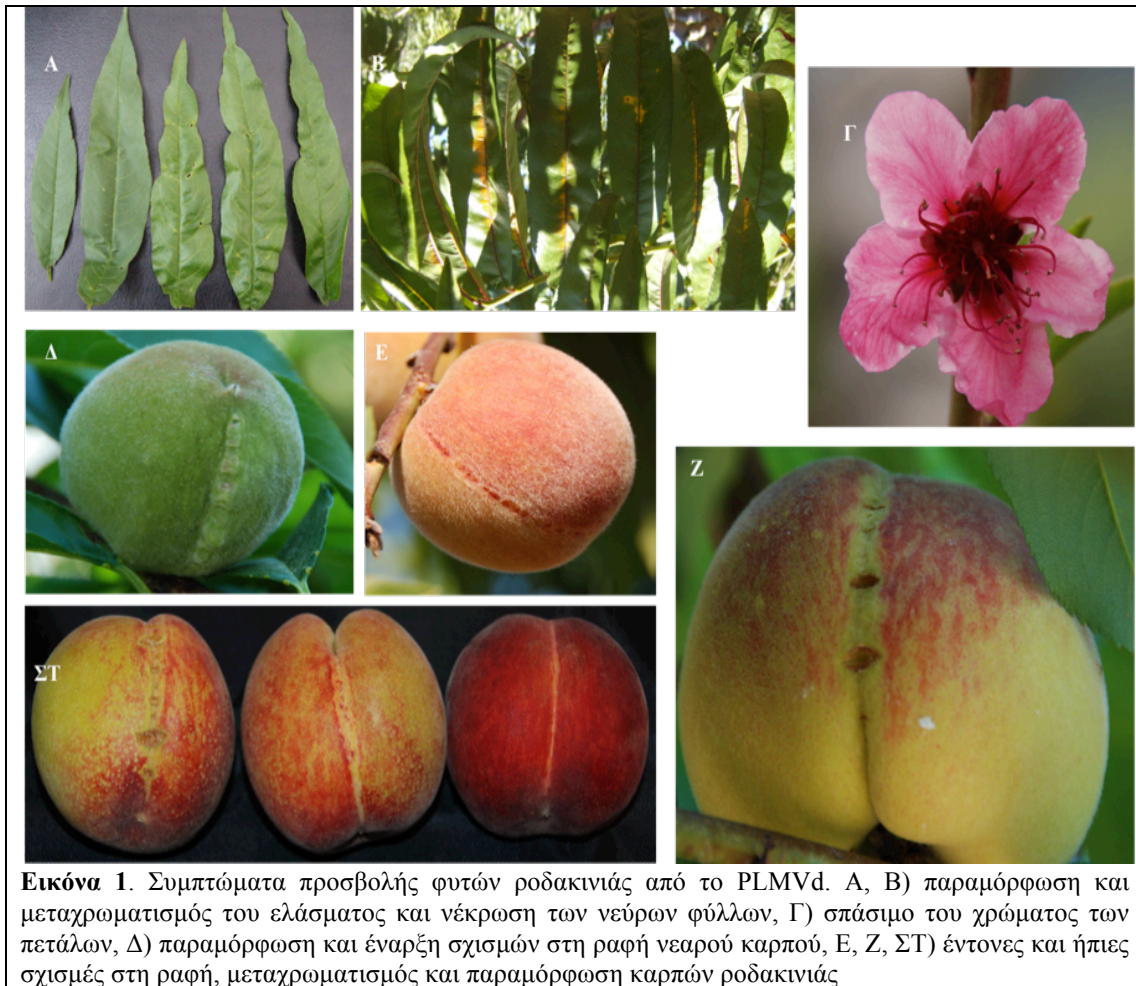 Α
Β
Γ
Δ
Ε
Ζ
ΣΤ
Εικόνα 1. Συμπτώματα προσβολής φυτών ροδακινιάς από το PLMVd. Α, Β) παραμόρφωση και
μεταχρωματισμός του ελάσματος και νέκρωση των νεύρων φύλλων, Γ) σπάσιμο του χρώματος των
πετάλων, Δ) παραμόρφωση και έναρξη σχισμών στη ραφή νεαρού καρπού, Ε, Ζ, ΣΤ) έντονες και ήπιες
σχισμές στη ραφή, μεταχρωματισμός και παραμόρφωση καρπών ροδακινιάς